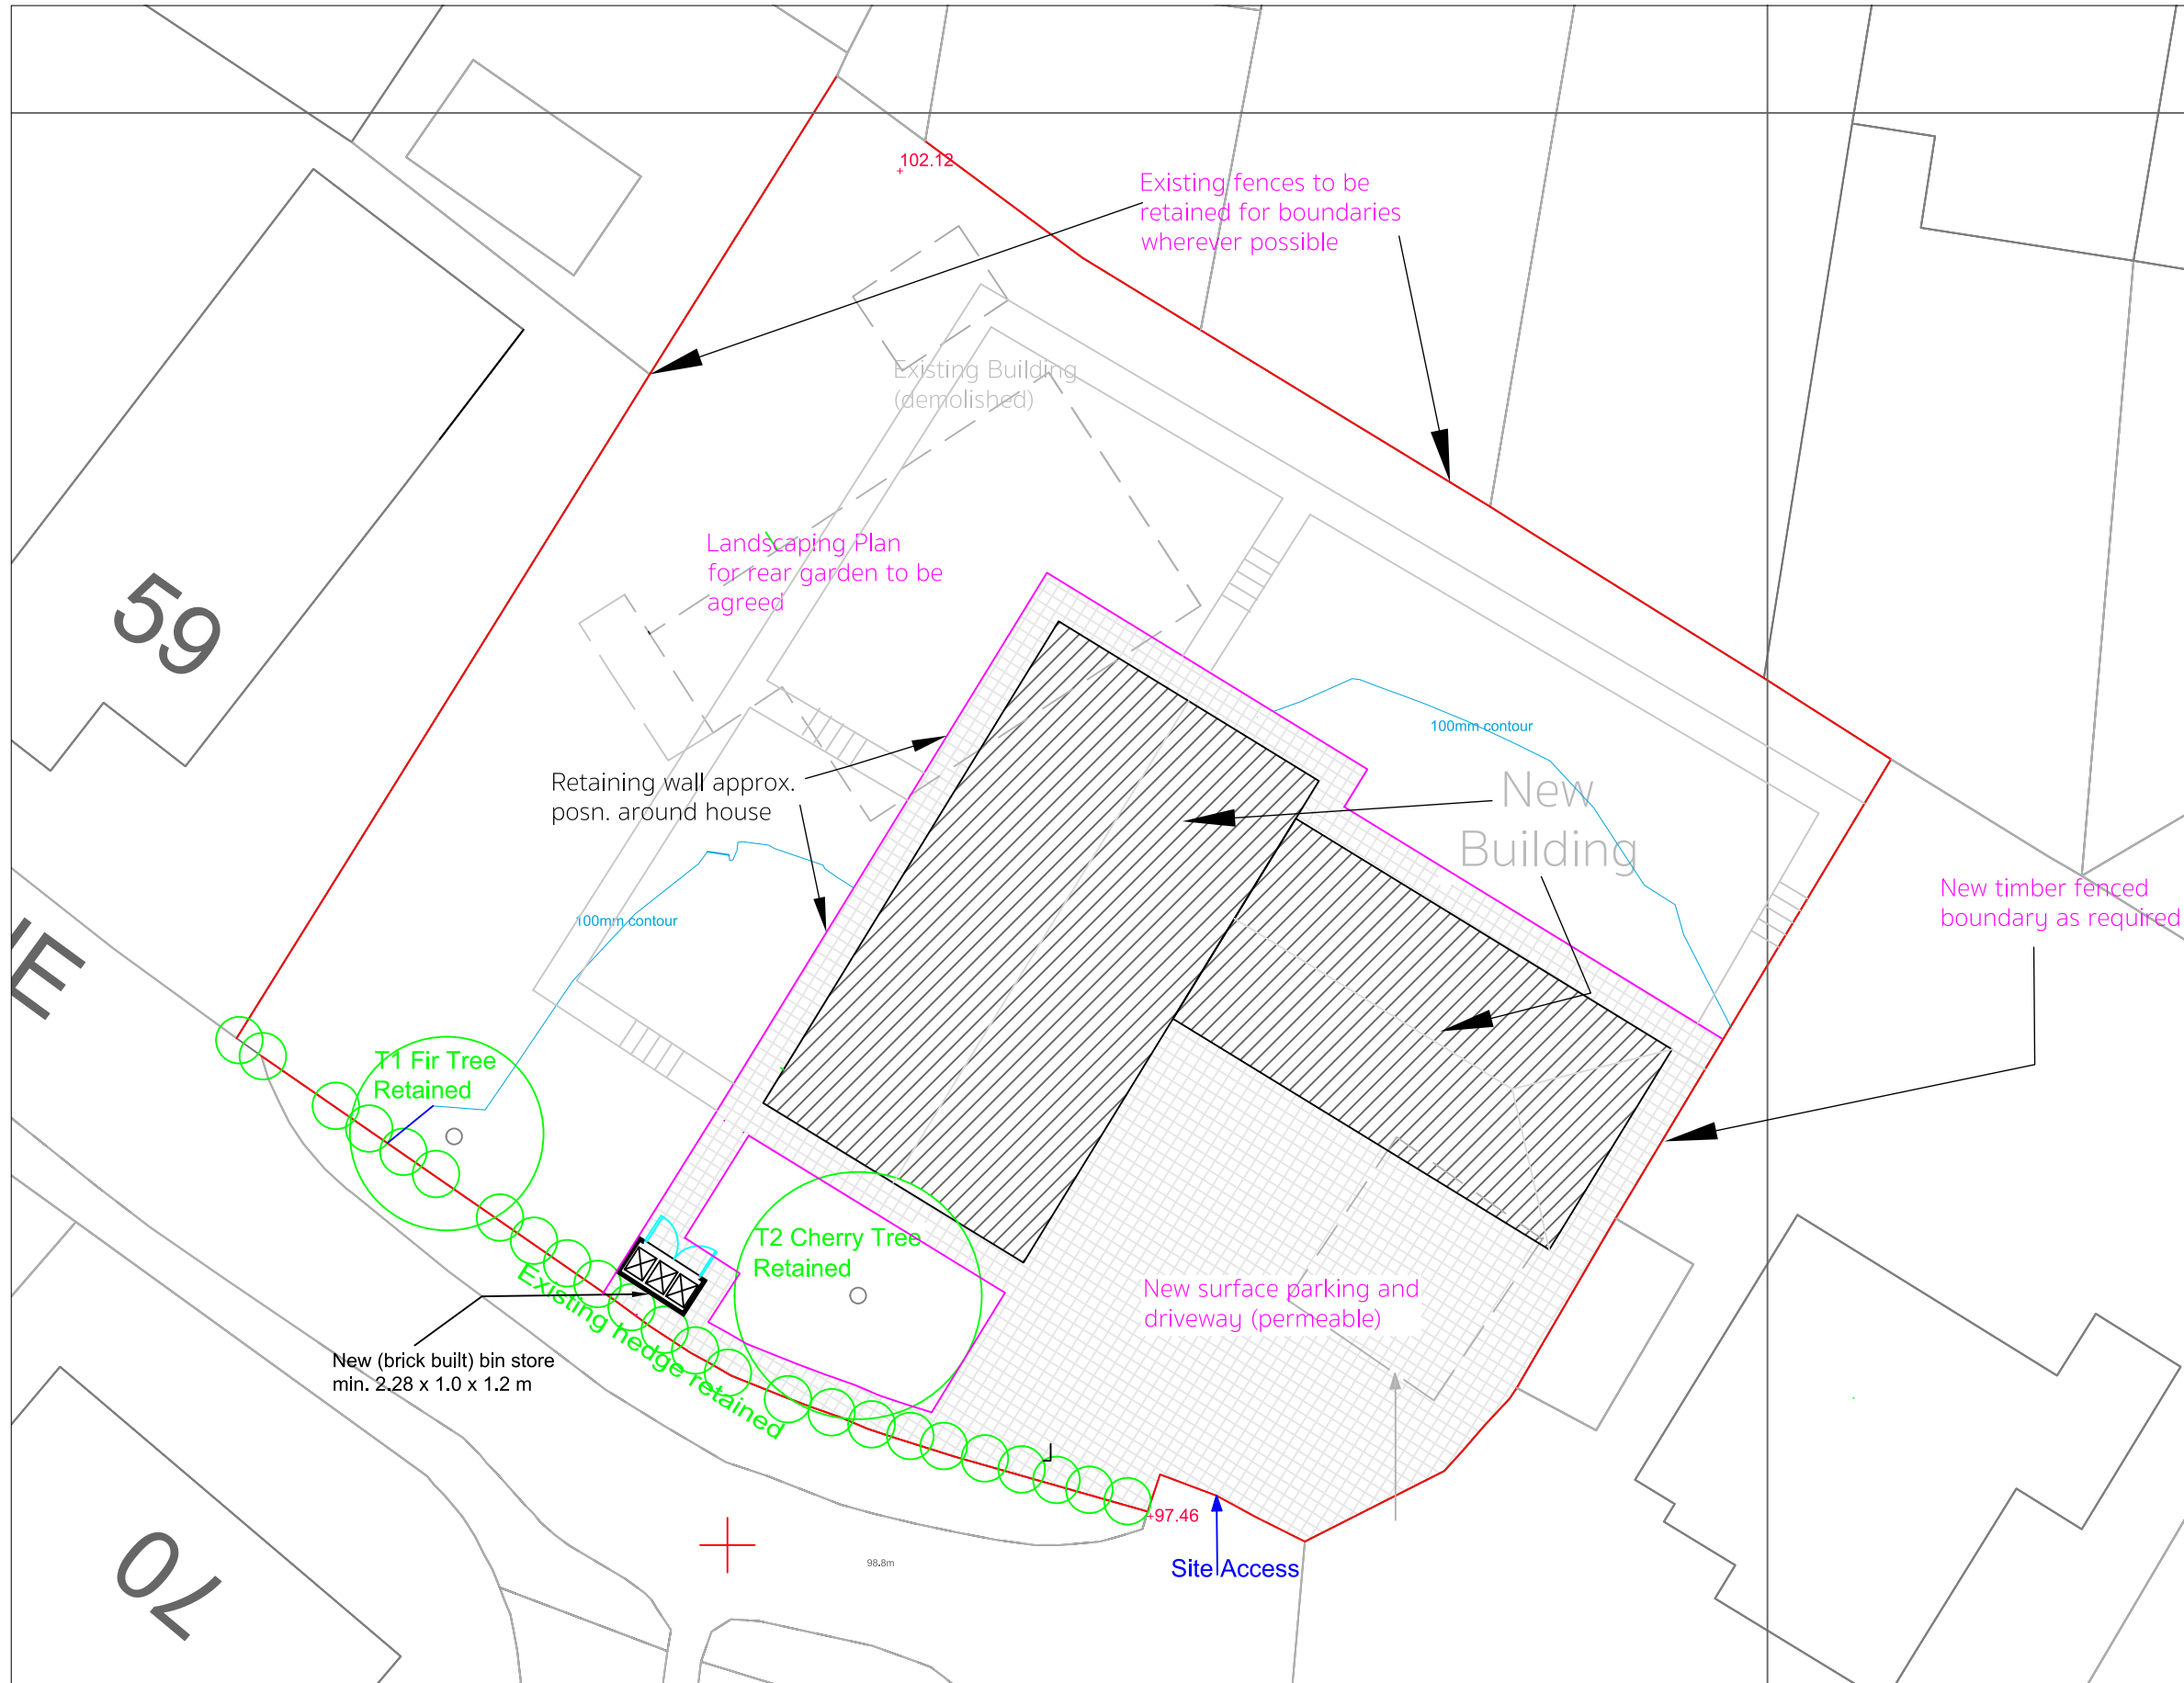 102.12
Existing fences to be
retained for boundaries
wherever possible
Existing Building
(demolished)
Landscaping Plan
for rear garden to be
agreed
59
100mm contour
Retaining wall approx.
posn. around house
New
Building
100mm contour
New timber fenced
boundary as required
T1 Fir Tree
Retained
T2 Cherry Tree
Retained
Existing hedge retained
New surface parking and
driveway (permeable)
New (brick built) bin store
min. 2.28 x 1.0 x 1.2 m
97.46
Site Access
98.8m
70